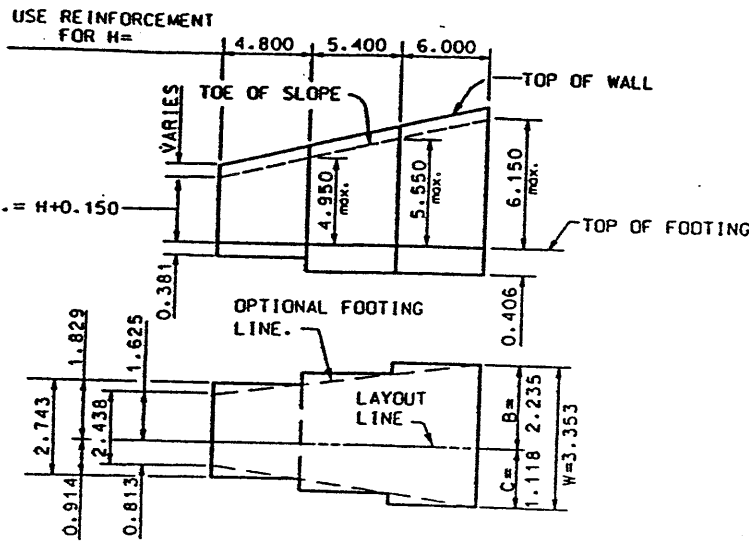 USE REINFORCEMENT
FOR H=
4.800
5.400
6.000
TOE OF SLOPE
TOP OF WALL
VARIES
4.950
max.
5.550
max.
6.150
max.
.= H+0.150
TOP OF FOOTING
0.381
0.406
OPTIONAL FOOTING
LINE.
1.829
1.625
2.743
2.438
LAYOUT
LINE
0.914
0.813
B=
2.235
C=
1.118
W=3.353